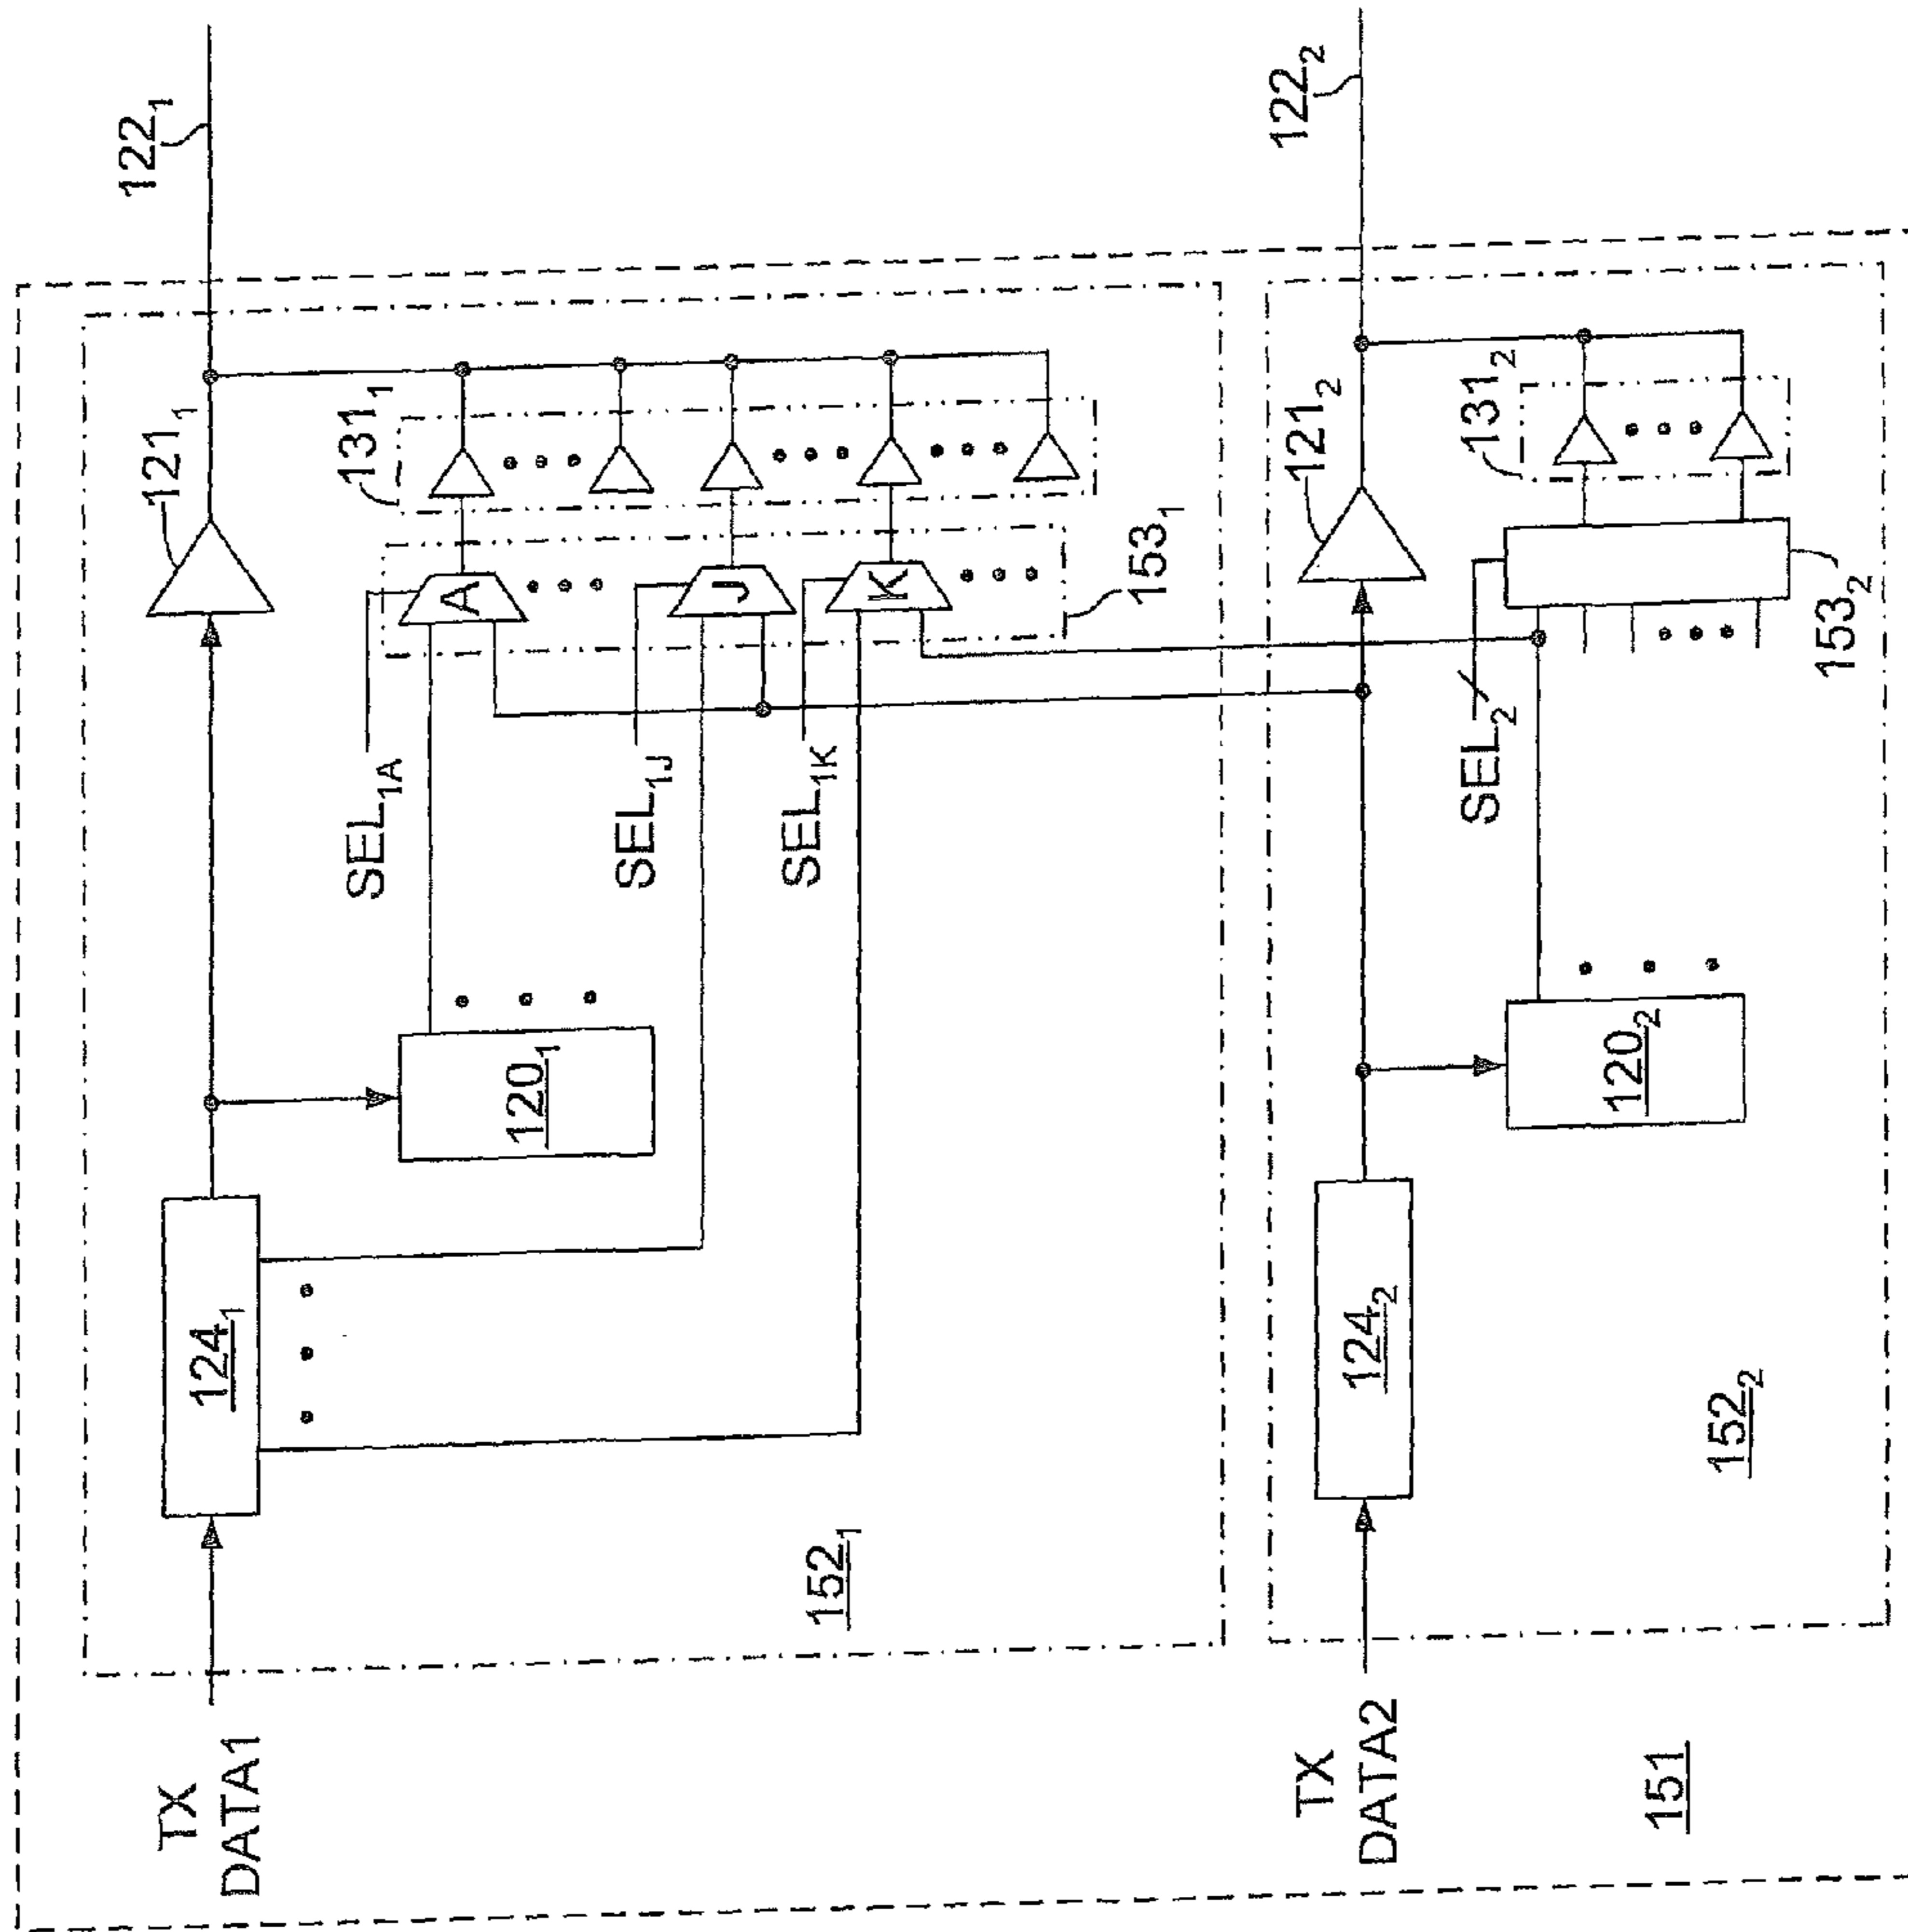 TX
DATA1
124₁
120₁
121₁
122₁
SEL₁A
SEL₁J
SEL₁K
A
J
K
131₁
153₁
152₁
TX
DATA2
124₂
120₂
121₂
122₂
SEL₂
131₂
153₂
152₂
151